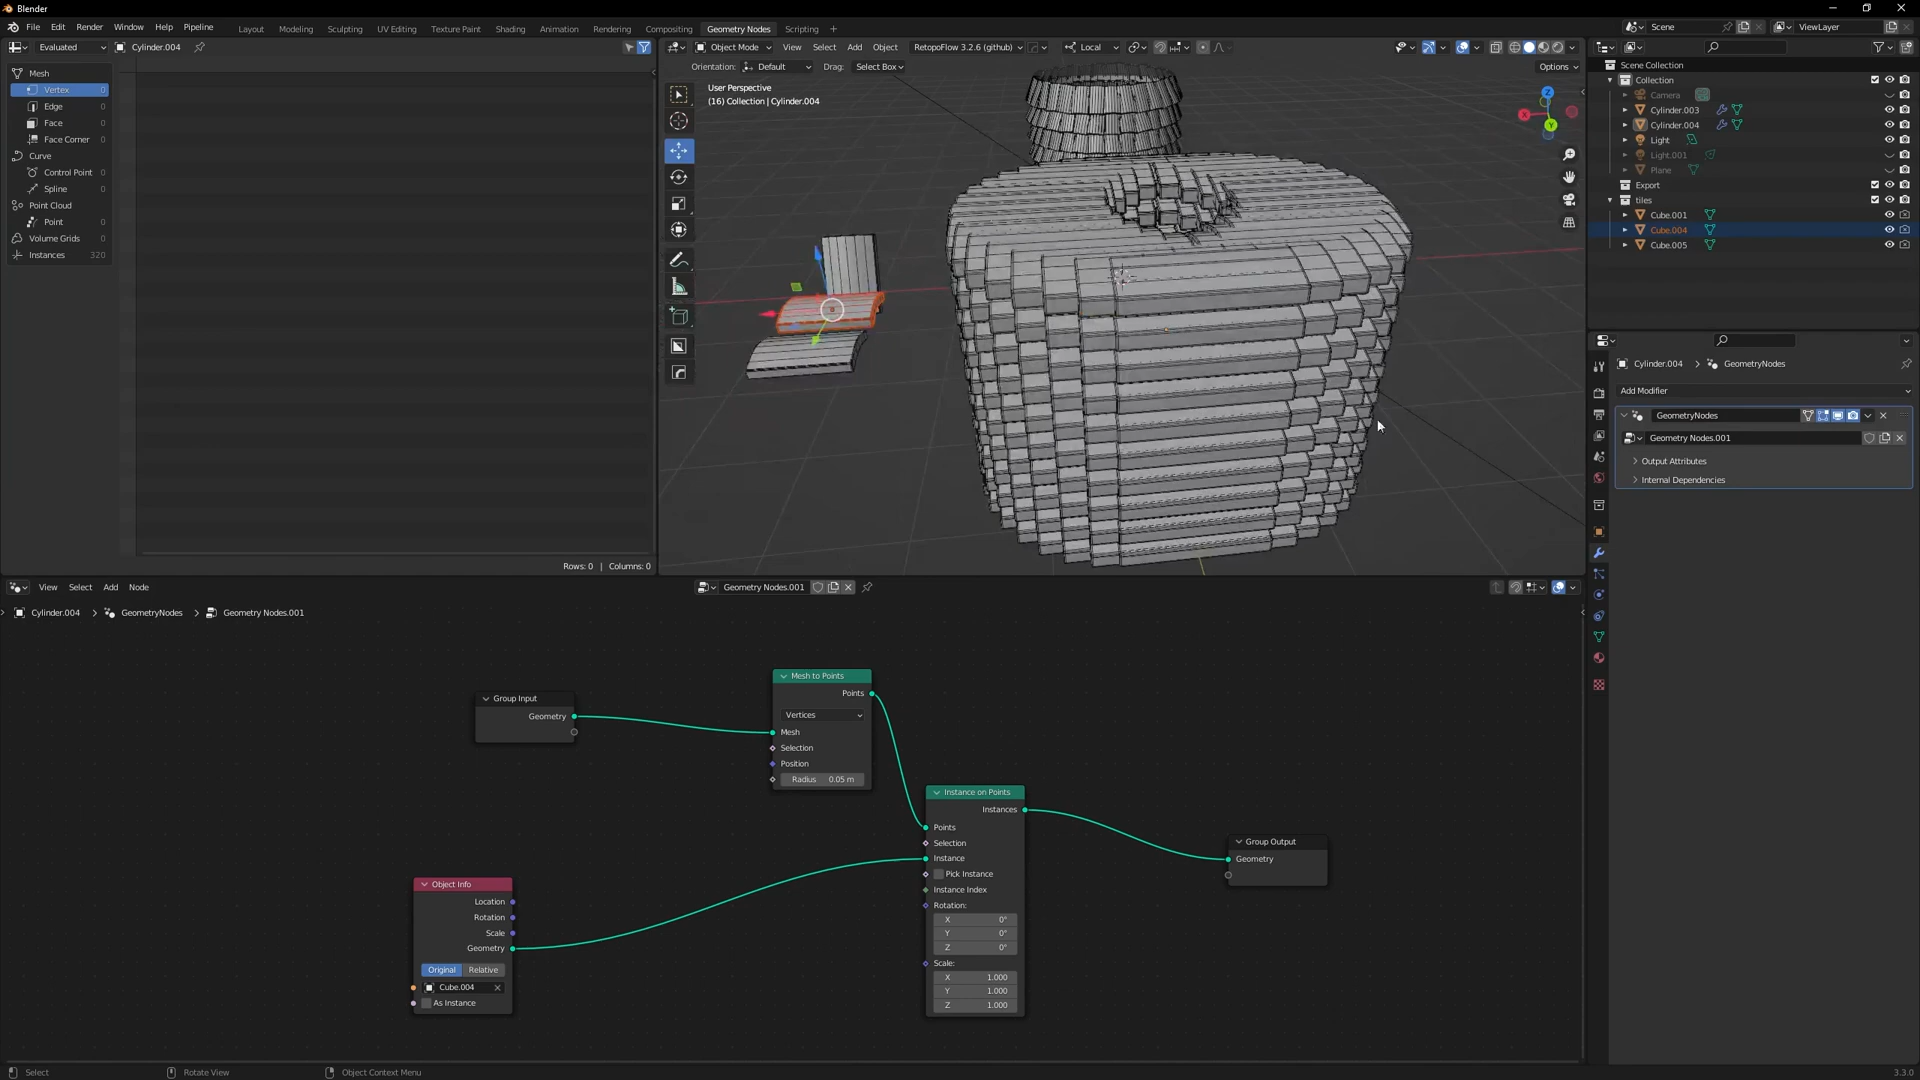 Blender
File Edit Render Window Help Pipeline Layout Modeling Sculpting UV Editing Texture Paint Shading Animation Rendering Compositing Geometry Nodes Scripting + Scene ViewLayer
Evaluated Cylinder.004
Object Mode View Select Add Object RetopoFlow 3.2.6 (github) Local
Orientation: Default Drag: Select Box Options
User Perspective
(16) Collection | Cylinder.004
Mesh
Vertex 0
Edge 0
Face 0
Face Corner 0
Curve
Control Point 0
Spline 0
Point Cloud
Point 0
Volume Grids 0
Instances 320
Rows: 0 | Columns: 0
X
Y
Z
Scene Collection
Collection
Camera
Cylinder.003
Cylinder.004
Light
Light.001
Plane
Export
tiles
Cube.001
Cube.004
Cube.005
Cylinder.004 > GeometryNodes
Add Modifier
GeometryNodes
Geometry Nodes.001
Output Attributes
Internal Dependencies
View Select Add Node Geometry Nodes.001
Cylinder.004 > GeometryNodes > Geometry Nodes.001
Group Input
Geometry
Mesh to Points
Points
Vertices
Mesh
Selection
Position
Radius 0.05 m
Instance on Points
Instances
Points
Selection
Instance
Pick Instance
Instance Index
Rotation:
X 0°
Y 0°
Z 0°
Scale:
X 1.000
Y 1.000
Z 1.000
Group Output
Geometry
Object Info
Location
Rotation
Scale
Geometry
Original Relative
Cube.004
As Instance
Select Rotate View Object Context Menu 3.3.0